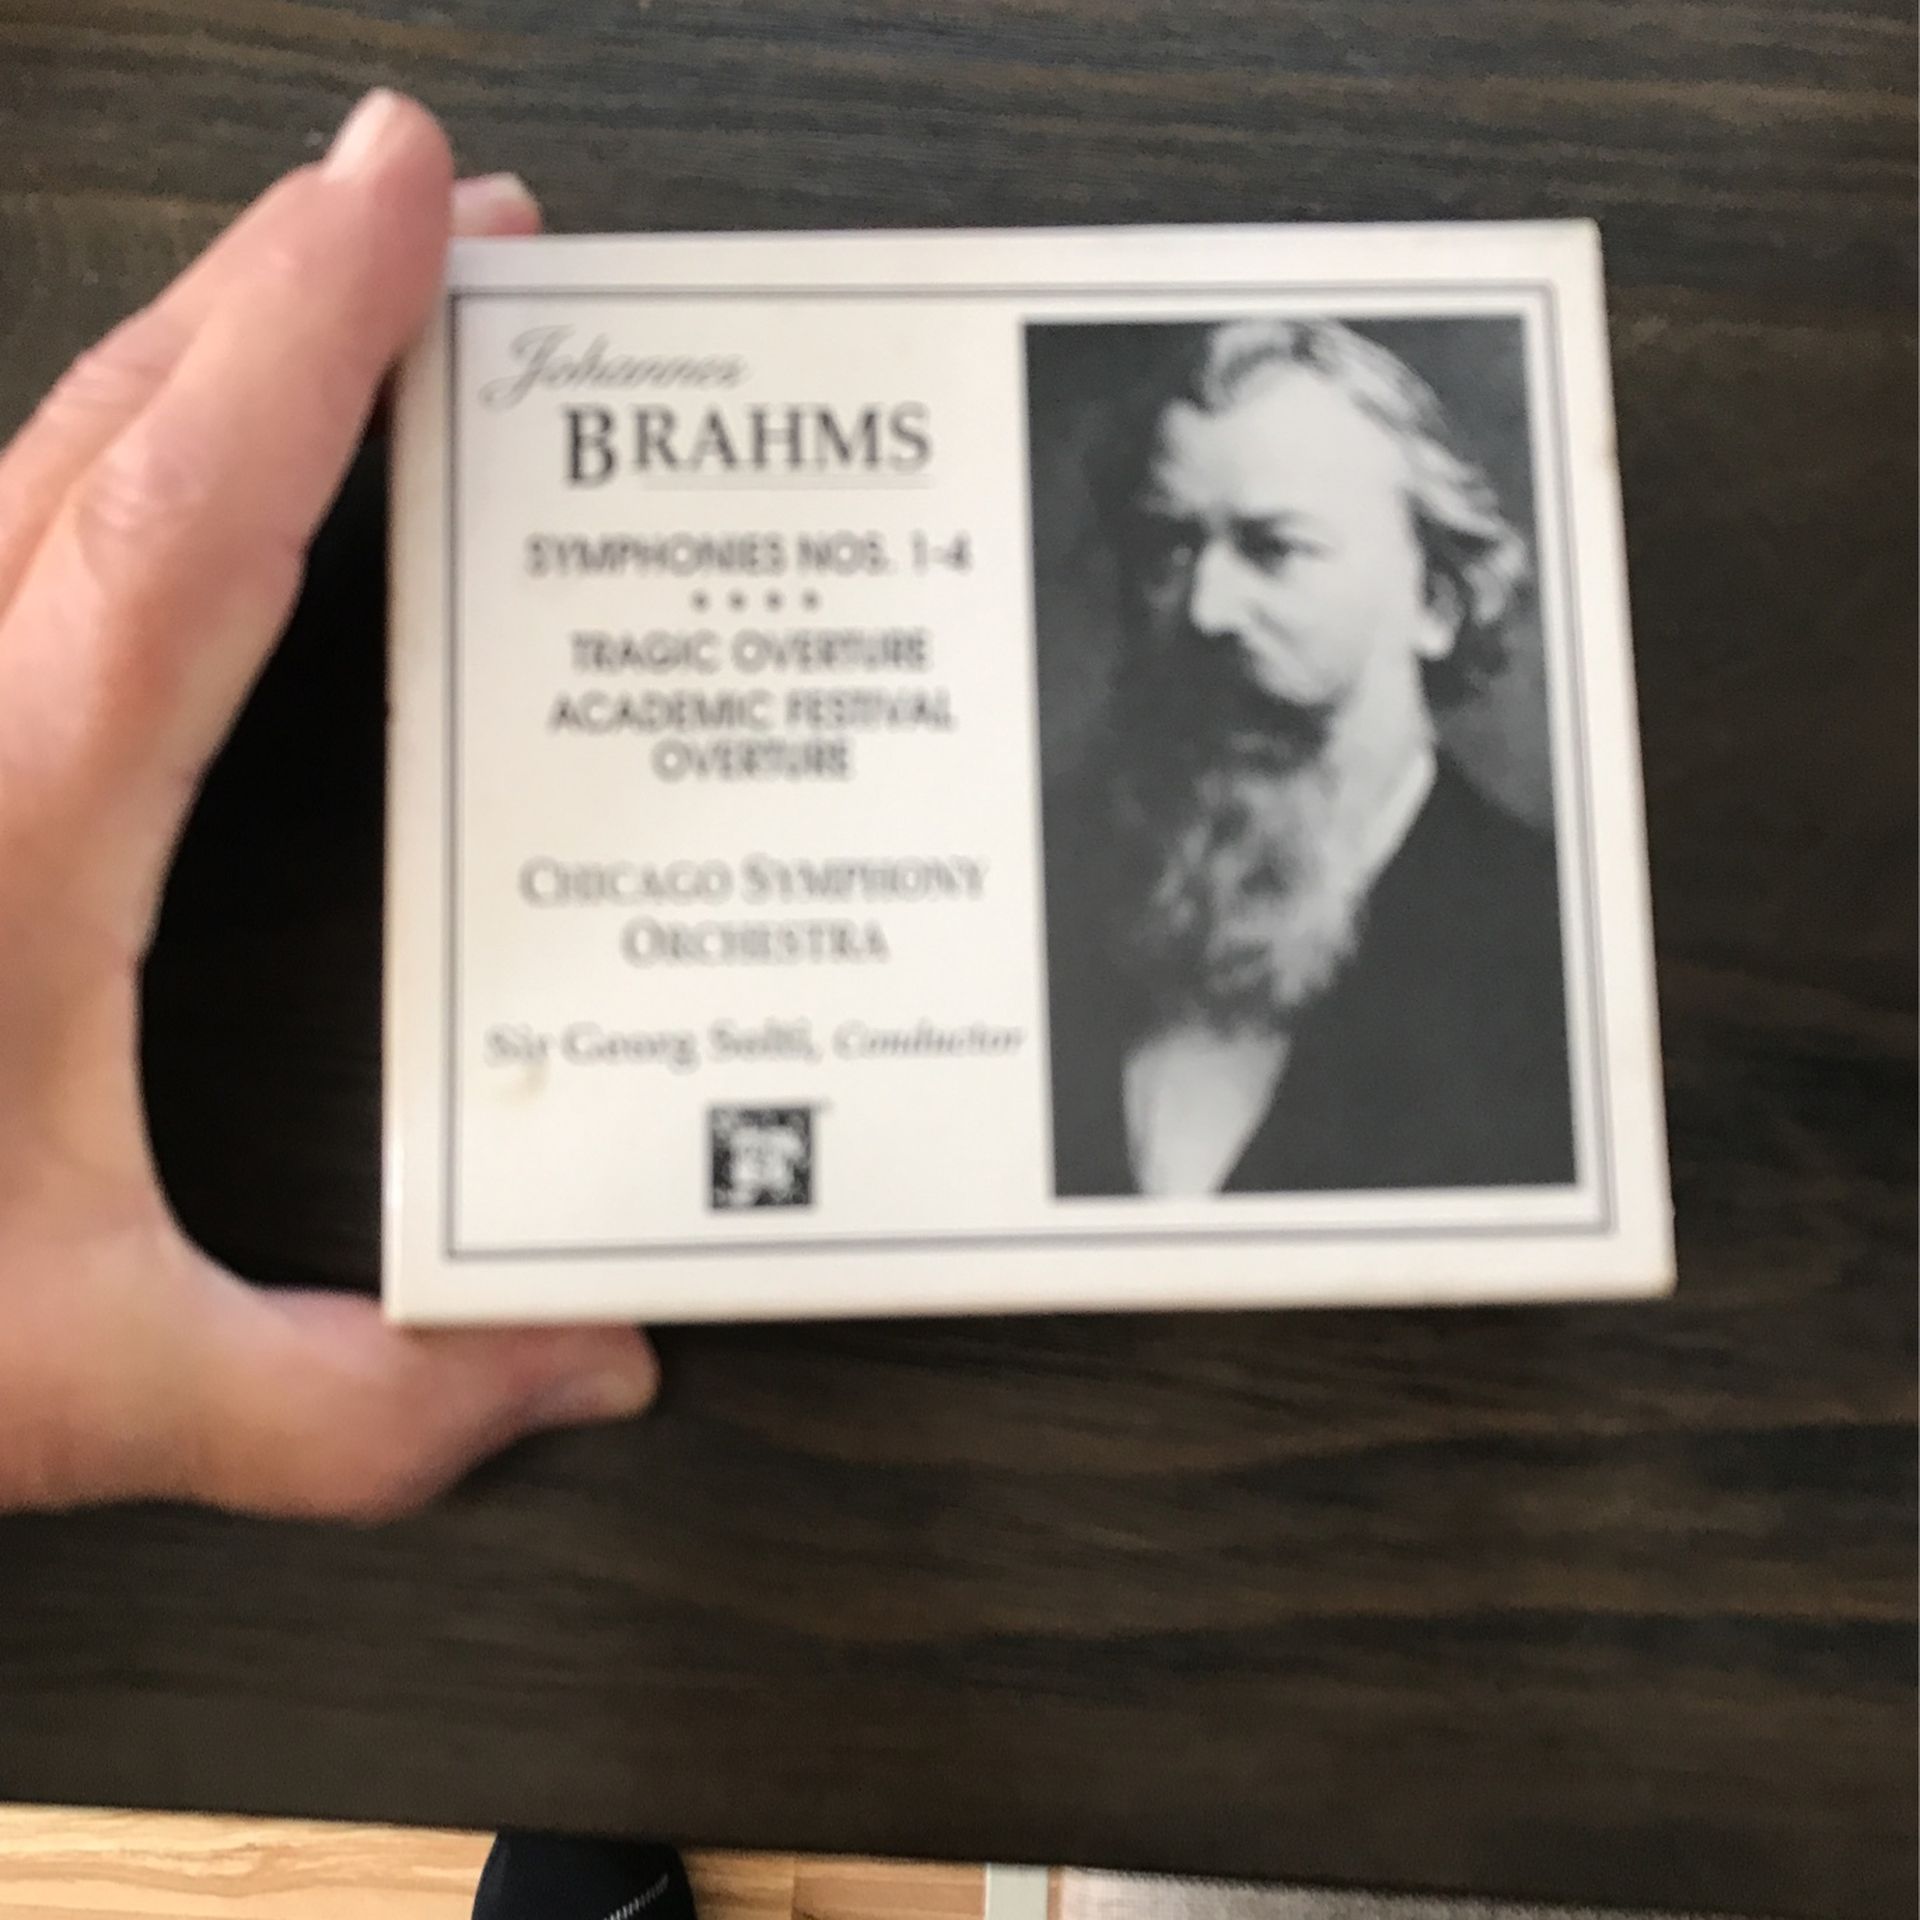 Johannes
BRAHMS
SYMPHONIES NOS. 1-4
TRAGIC OVERTURE
ACADEMIC FESTIVAL
OVERTURE
CHICAGO SYMPHONY
ORCHESTRA
Sir Georg Solti, Conductor